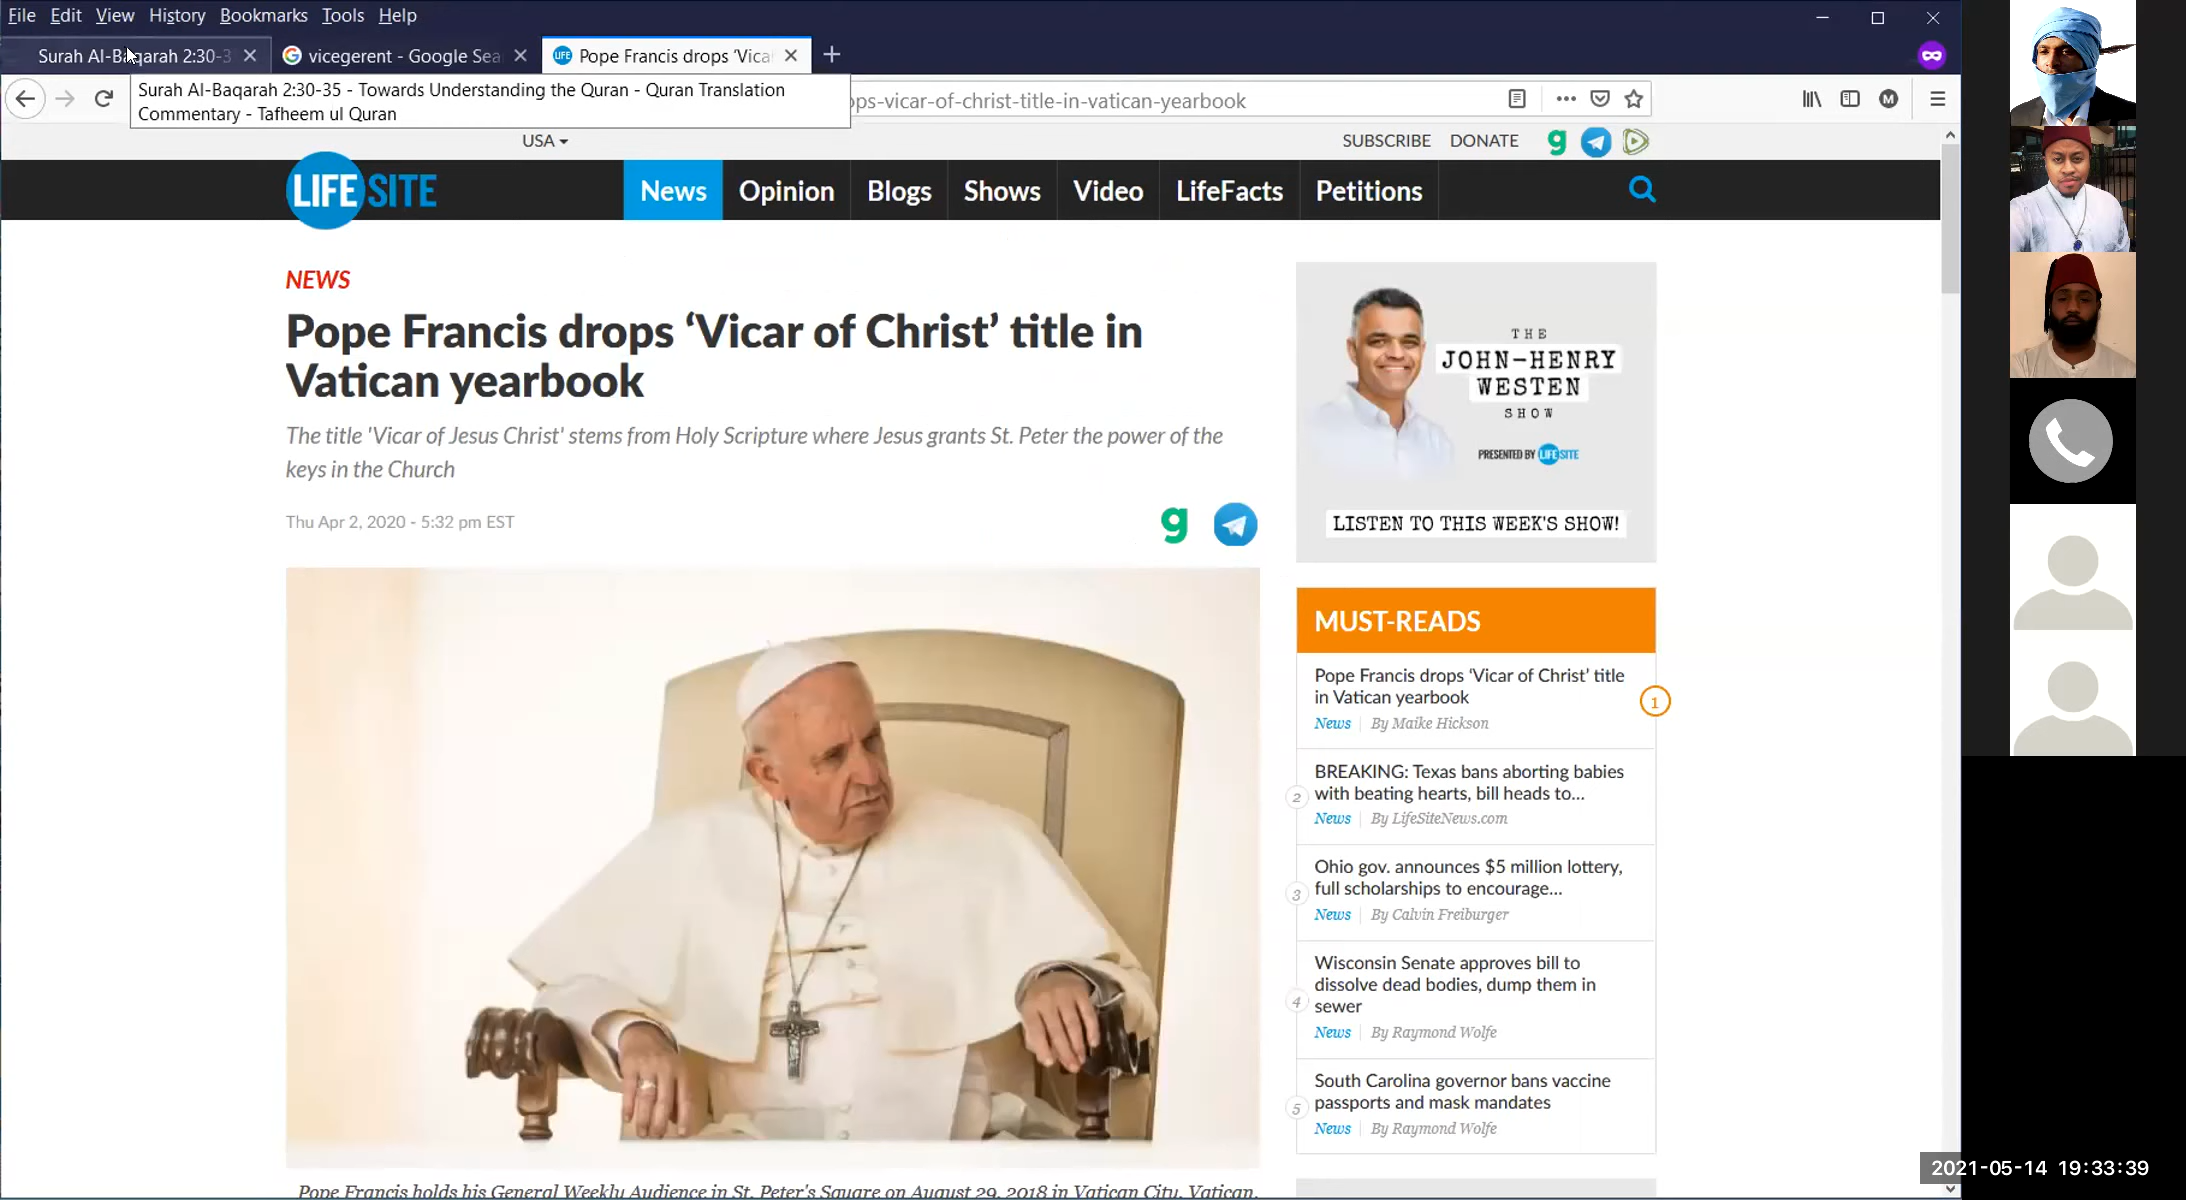 File Edit View History Bookmarks Tools Help
Surah Al-Baqarah 2:30-3
vicegerent - Google Sea
LIFE Pope Francis drops ‘Vica
Surah Al-Baqarah 2:30-35 - Towards Understanding the Quran - Quran Translation
Commentary - Tafheem ul Quran
ops-vicar-of-christ-title-in-vatican-yearbook
M
USA
SUBSCRIBE DONATE
LIFE SITE
News Opinion Blogs Shows Video LifeFacts Petitions
NEWS
Pope Francis drops ‘Vicar of Christ’ title in
Vatican yearbook
The title 'Vicar of Jesus Christ' stems from Holy Scripture where Jesus grants St. Peter the power of the
keys in the Church
Thu Apr 2, 2020 - 5:32 pm EST
Pope Francis holds his General Weekly Audience in St. Peter's Square on August 29, 2018 in Vatican City, Vatican.
THE
JOHN-HENRY
WESTEN
SHOW
PRESENTED BY LIFESITE
LISTEN TO THIS WEEK'S SHOW!
MUST-READS
Pope Francis drops ‘Vicar of Christ’ title
in Vatican yearbook
News | By Maike Hickson
1
BREAKING: Texas bans aborting babies
with beating hearts, bill heads to...
News | By LifeSiteNews.com
2
Ohio gov. announces $5 million lottery,
full scholarships to encourage...
News | By Calvin Freiburger
3
Wisconsin Senate approves bill to
dissolve dead bodies, dump them in
sewer
News | By Raymond Wolfe
4
South Carolina governor bans vaccine
passports and mask mandates
News | By Raymond Wolfe
5
2021-05-14 19:33:39